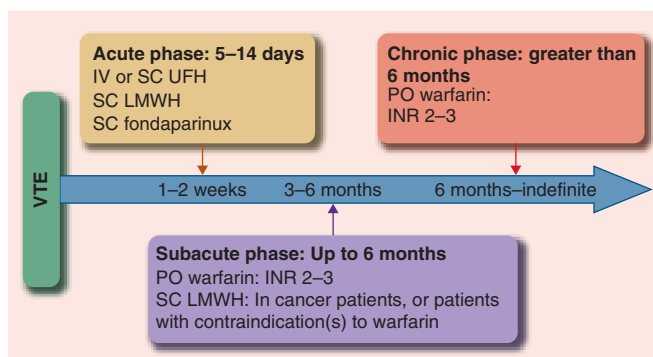 VTE
Acute phase: 5–14 days
IV or SC UFH
SC LMWH
SC fondaparinux
Chronic phase: greater than
6 months
PO warfarin:
INR 2–3
1–2 weeks
3–6 months
6 months–indefinite
Subacute phase: Up to 6 months
PO warfarin: INR 2–3
SC LMWH: In cancer patients, or patients
with contraindication(s) to warfarin